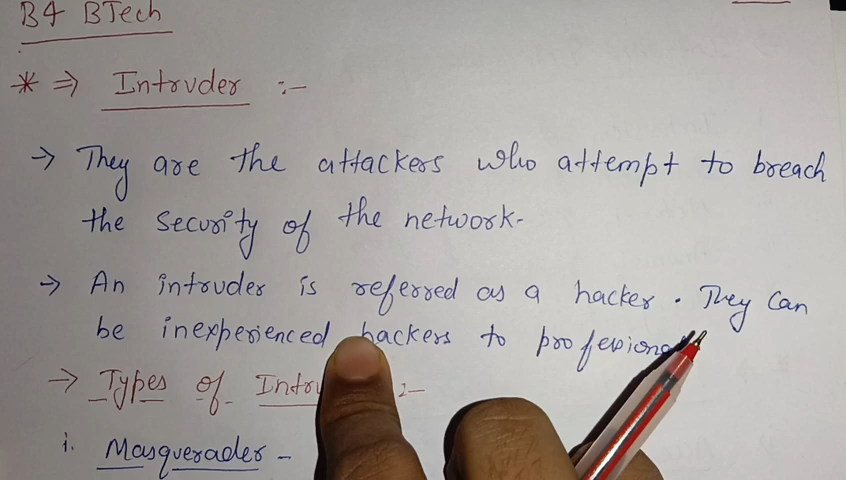 B4 BTech
* ⇒ Intruder :-
→ They are the attackers who attempt to breach
the security of the network.
→ An intruder is referred as a hacker. They can
be inexperienced hackers to
→ Types of :-
i. Masquerader -